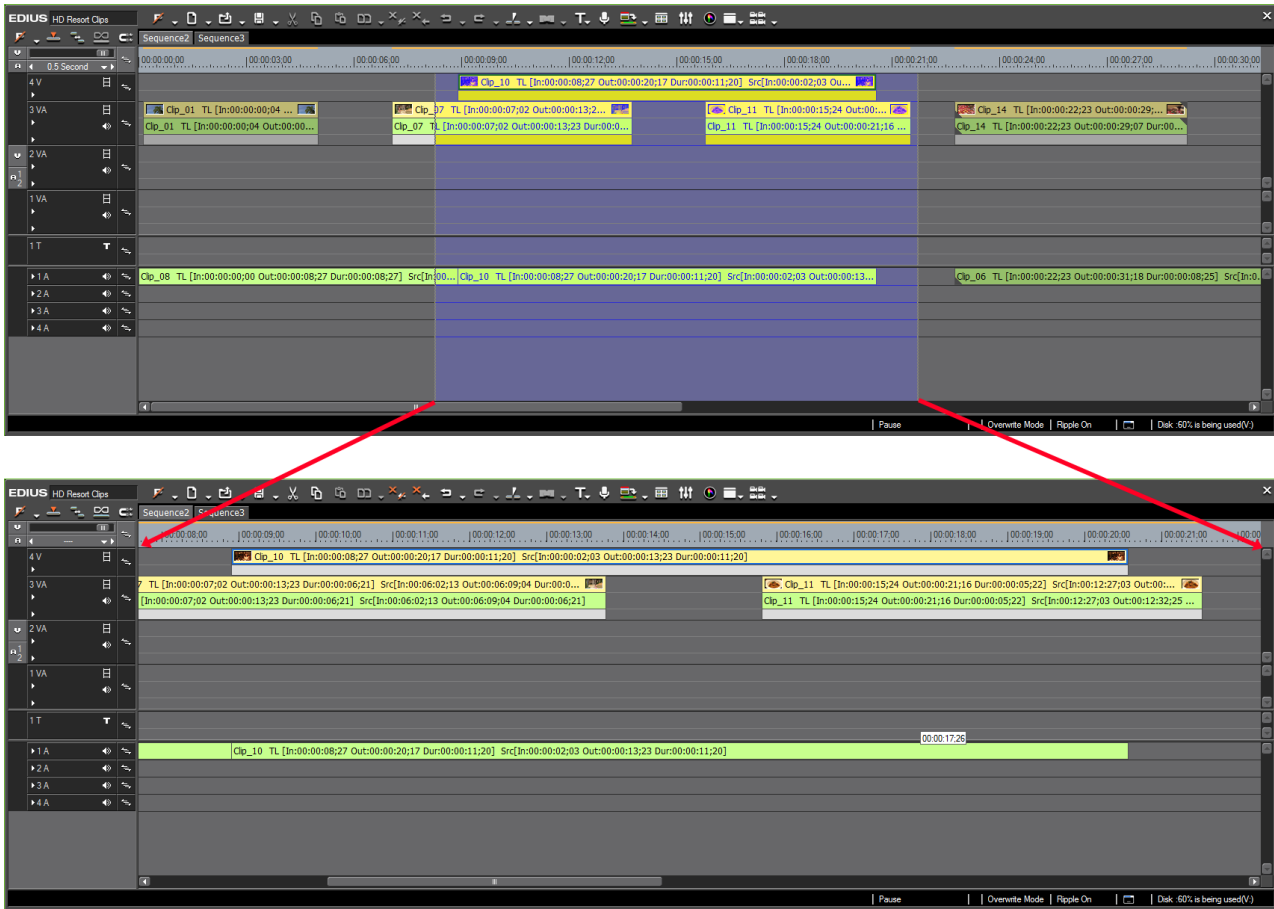 EDIUS HD Resort Clips
Sequence2 Sequence3
0.5 Second
00:00:00;00 00:00:03;00 00:00:06;00 00:00:09;00 00:00:12;00 00:00:15;00 00:00:18;00 00:00:21;00 00:00:24;00 00:00:27;00 00:00:30;00
4 V
Clip_10 TL [In:00:00:08;27 Out:00:00:20;17 Dur:00:00:11;20] Src[In:00:00:02;03 Ou...
3 VA
Clip_01 TL [In:00:00:00;04 ...
Clip_07 TL [In:00:00:07;02 Out:00:00:13;2...
Clip_11 TL [In:00:00:15;24 Out:00:...
Clip_14 TL [In:00:00:22;23 Out:00:00:29;...
Clip_01 TL [In:00:00:00;04 Out:00:00...
Clip_07 TL [In:00:00:07;02 Out:00:00:13;23 Dur:00:0...
Clip_11 TL [In:00:00:15;24 Out:00:00:21;16 ...
Clip_14 TL [In:00:00:22;23 Out:00:00:29;07 Dur:00...
2 VA
A 1 2
1 VA
1 T
T
1 A
Clip_08 TL [In:00:00:00;00 Out:00:00:08;27 Dur:00:00:08;27] Src[In:00...
Clip_10 TL [In:00:00:08;27 Out:00:00:20;17 Dur:00:00:11;20] Src[In:00:00:02;03 Out:00:00:13...
Clip_06 TL [In:00:00:22;23 Out:00:00:31;18 Dur:00:00:08;25] Src[In:0.
2 A
3 A
4 A
Pause
Overwrite Mode Ripple On
Disk :60% is being used(V:)
EDIUS HD Resort Clips
Sequence2 Sequence3
00:00:08;00 00:00:09;00 00:00:10;00 00:00:11;00 00:00:12;00 00:00:13;00 00:00:14;00 00:00:15;00 00:00:16;00 00:00:17;00 00:00:18;00 00:00:19;00 00:00:20;00 00:00:21;00 00:00
4 V
Clip_10 TL [In:00:00:08;27 Out:00:00:20;17 Dur:00:00:11;20] Src[In:00:00:02;03 Out:00:00:13;23 Dur:00:00:11;20]
3 VA
7 TL [In:00:00:07;02 Out:00:00:13;23 Dur:00:00:06;21] Src[In:00:06:02;13 Out:00:06:09;04 Dur:00:0...
Clip_11 TL [In:00:00:15;24 Out:00:00:21;16 Dur:00:00:05;22] Src[In:00:12:27;03 Out:00:...
[In:00:00:07;02 Out:00:00:13;23 Dur:00:00:06;21] Src[In:00:06:02;13 Out:00:06:09;04 Dur:00:00:06;21]
Clip_11 TL [In:00:00:15;24 Out:00:00:21;16 Dur:00:00:05;22] Src[In:00:12:27;03 Out:00:12:32;25 ...
2 VA
A 1 2
1 VA
1 T
T
00:00:17;26
1 A
Clip_10 TL [In:00:00:08;27 Out:00:00:20;17 Dur:00:00:11;20] Src[In:00:00:02;03 Out:00:00:13;23 Dur:00:00:11;20]
2 A
3 A
4 A
Pause
Overwrite Mode Ripple On
Disk :60% is being used(V:)